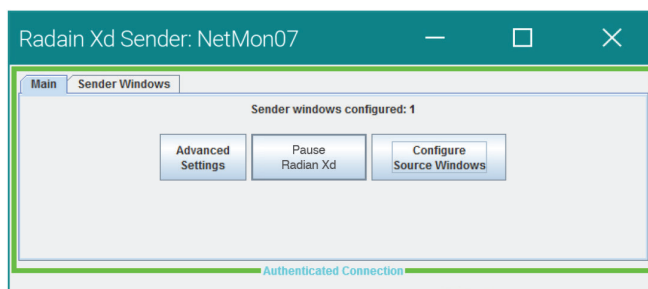 Radain Xd Sender: NetMon07
Main Sender Windows
Sender windows configured: 1
Advanced Settings
Pause Radian Xd
Configure Source Windows
Authenticated Connection